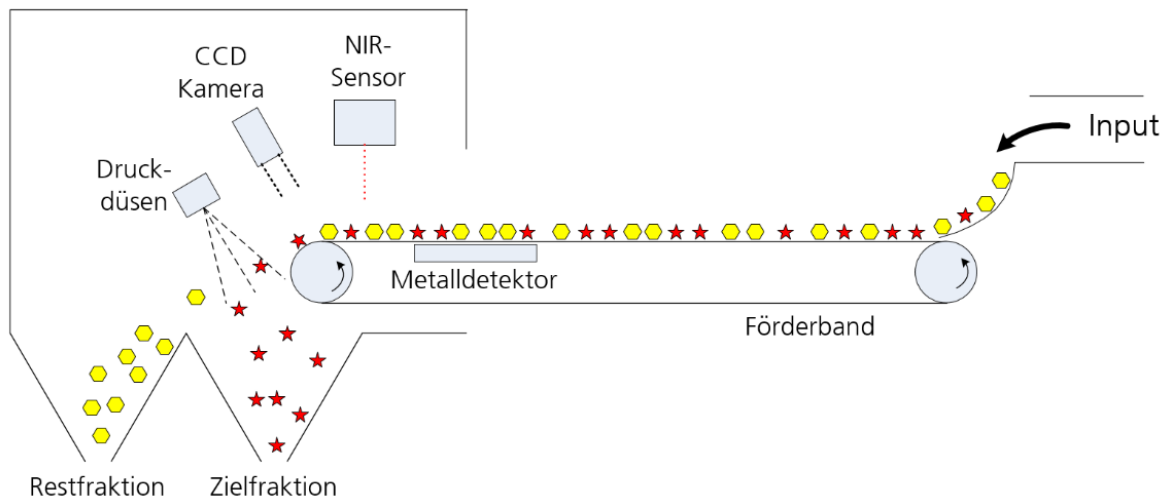 CCD
Kamera
NIR-
Sensor
Input
Druck-
düsen
Metalldetektor
Förderband
Restfraktion
Zielfraktion